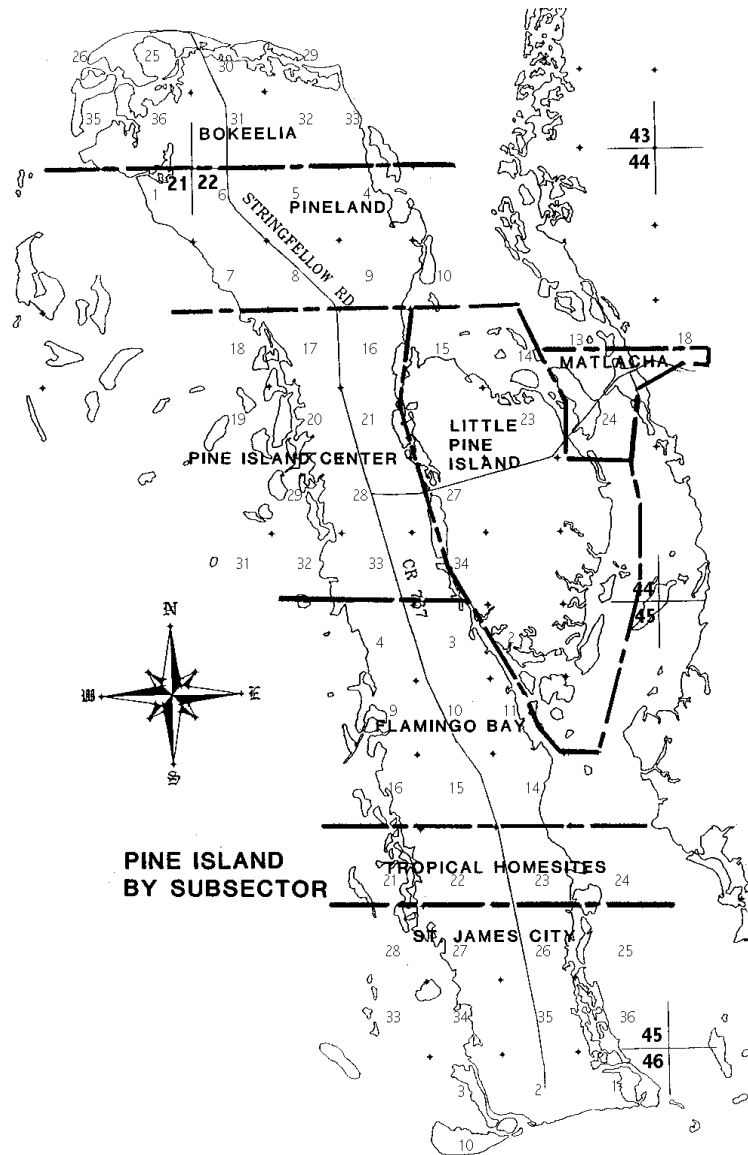 26 25 30 29
35 36 31 32 33
BOKEELIA
43
44
21 22
1 6 5 4
PINELAND
STRINGFELLOW RD
7 8 9 10
18 17 16 15 14 13 18
MATLACHA
19 20 21 23 24
LITTLE
PINE
ISLAND
PINE ISLAND CENTER
29 28 27
31 32 33 34
CR 767
44
45
N
W E
S
4 3 2
9 10 11
FLAMINGO BAY
16 15 14
PINE ISLAND
BY SUBSECTOR
TROPICAL HOMESITES
21 22 23 24
ST. JAMES CITY
28 27 26 25
33 34 35 36
45
46
3 2 1
10